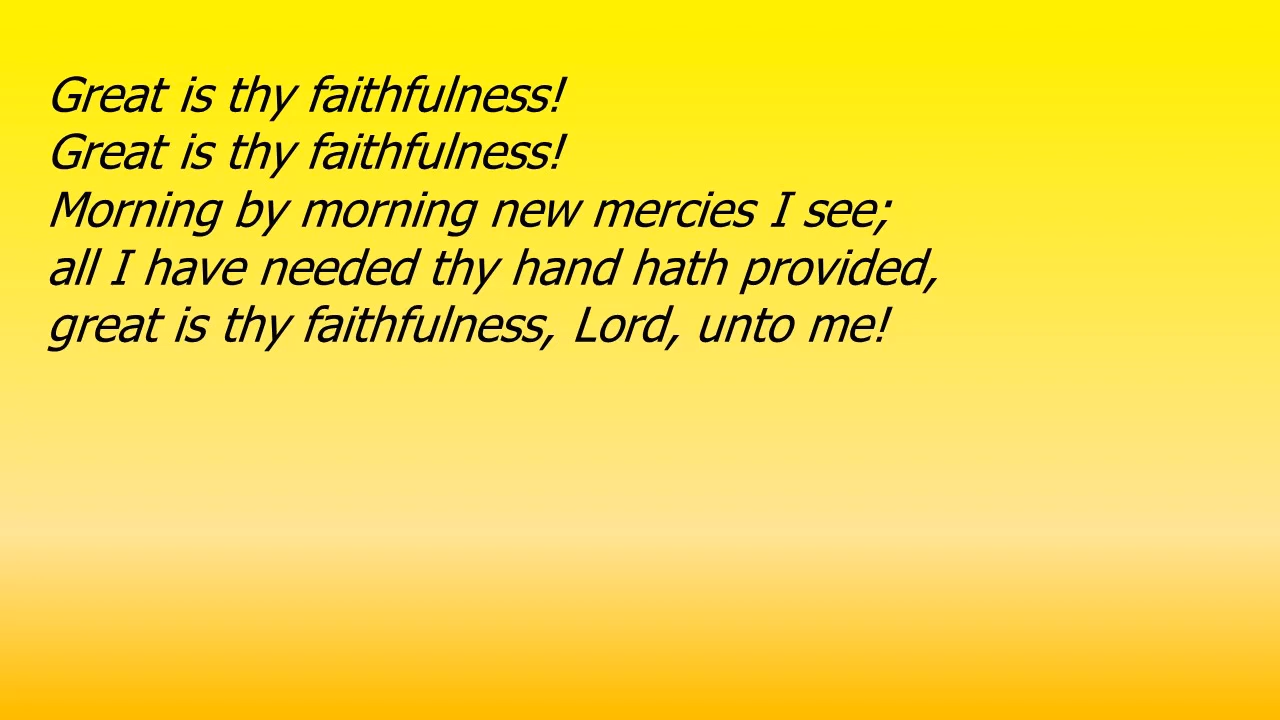 Great is thy faithfulness!
Great is thy faithfulness!
Morning by morning new mercies I see;
all I have needed thy hand hath provided,
great is thy faithfulness, Lord, unto me!